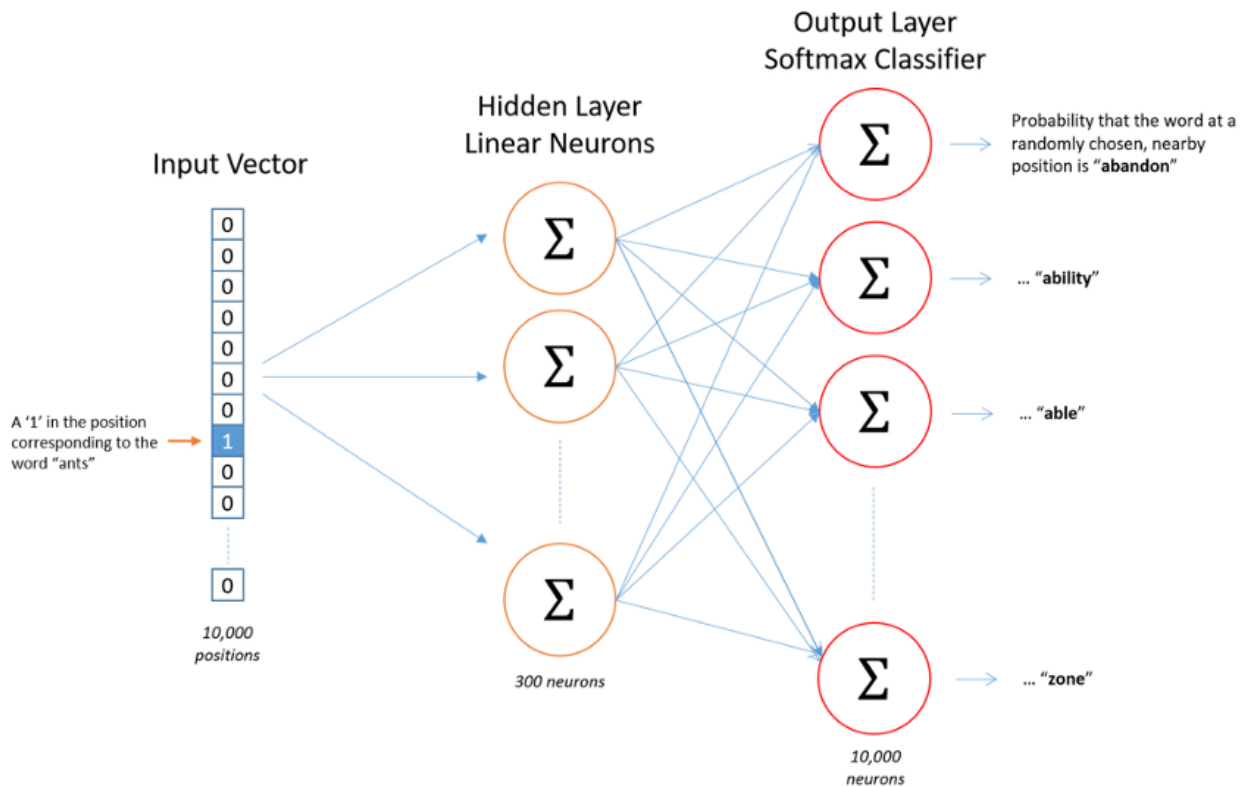 Output Layer
Softmax Classifier
Hidden Layer
Linear Neurons
Input Vector
Σ
Probability that the word at a
randomly chosen, nearby
position is “abandon”
0
0
0
0
0
0
0
1
0
0
0
A ‘1’ in the position
corresponding to the
word “ants”
Σ
Σ
Σ
Σ
... “ability”
Σ
... “able”
10,000
positions
300 neurons
Σ
... “zone”
10,000
neurons